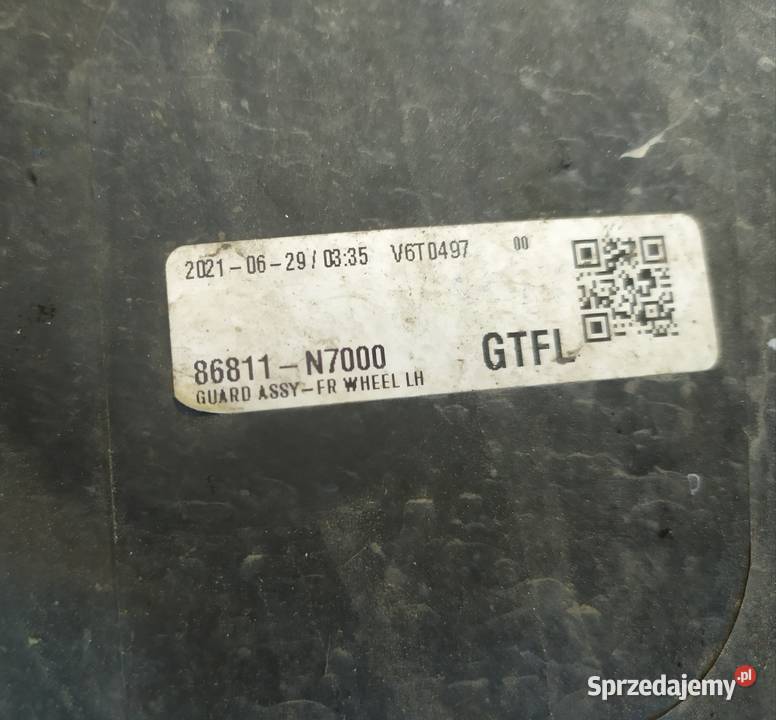 2021-06-29/03:35 V6T0497 00
86811-N7000 GTFL
GUARD ASSY-FR WHEEL LH
Sprzedajemy.pl